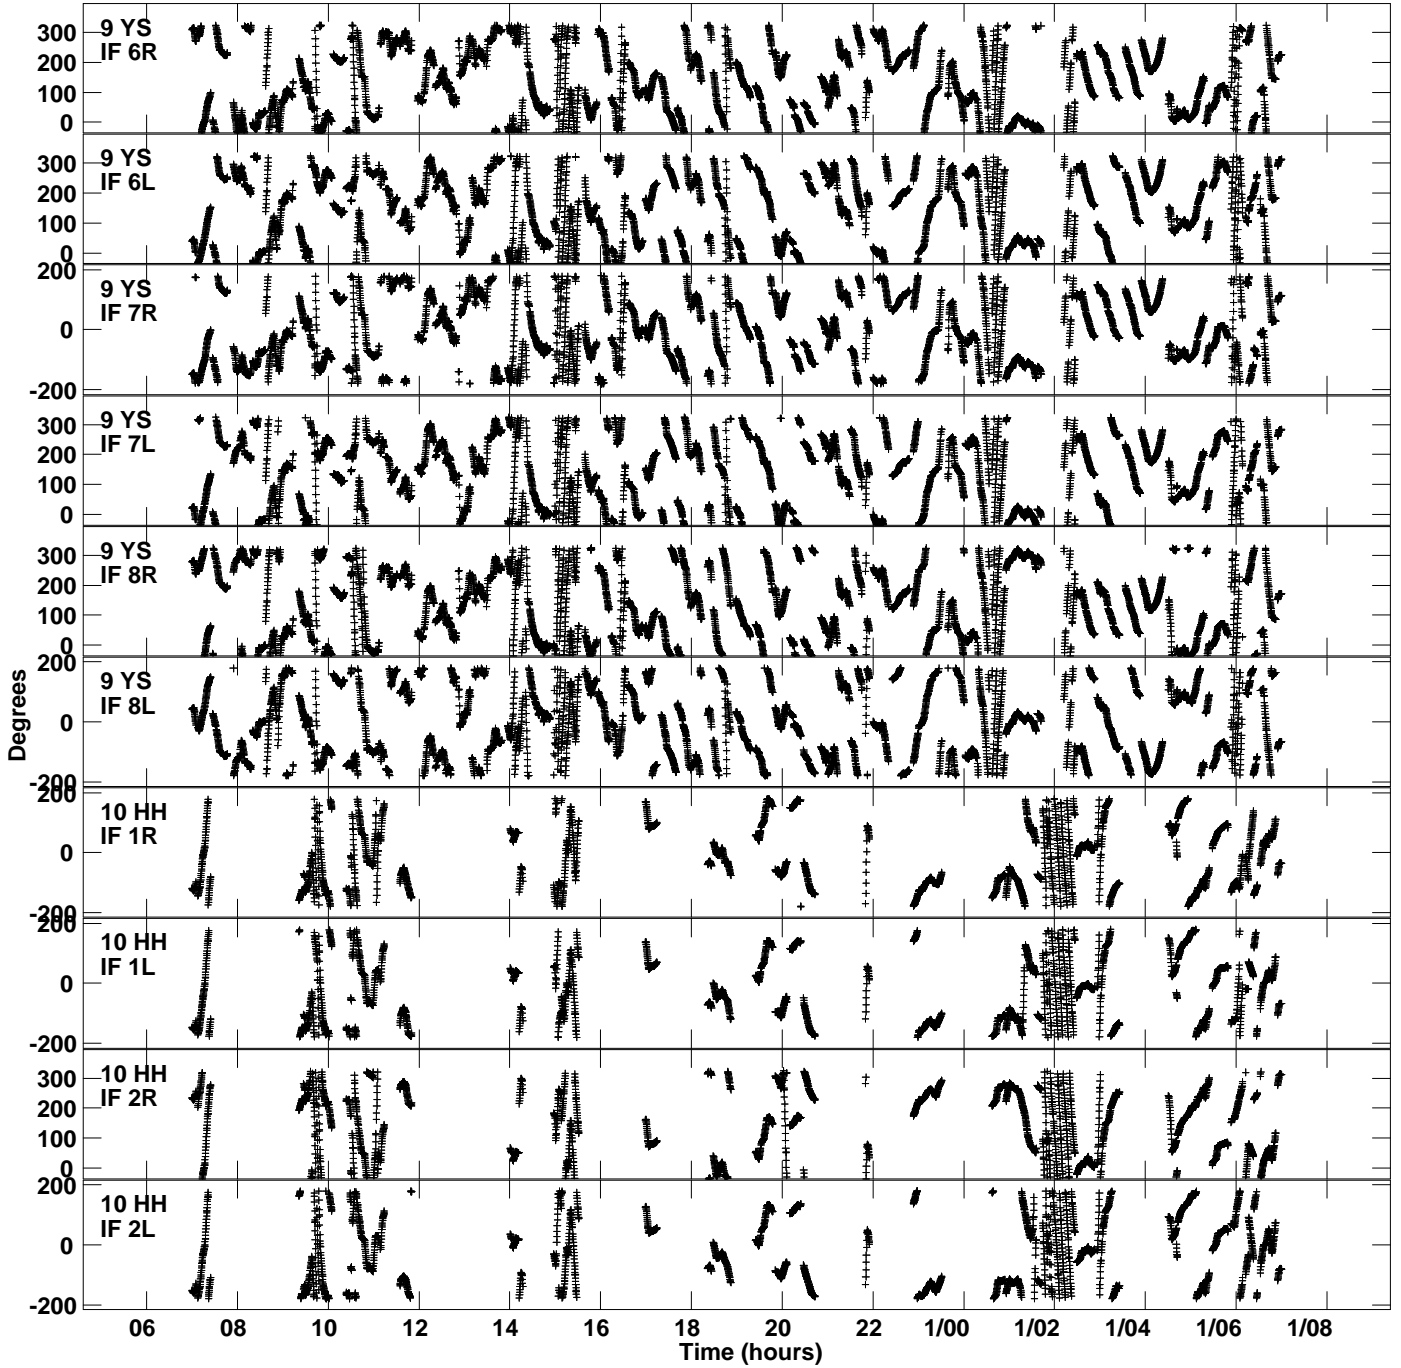 9 YS
IF 6R
300
200
100
0
9 YS
IF 6L
300
200
100
0
9 YS
IF 7R
200
0
-200
9 YS
IF 7L
300
200
100
0
9 YS
IF 8R
300
200
100
0
9 YS
IF 8L
200
0
-200
10 HH
IF 1R
200
0
-200
10 HH
IF 1L
200
0
-200
10 HH
IF 2R
300
200
100
0
10 HH
IF 2L
200
0
-200
Degrees
06 08 10 12 14 16 18 20 22 1/00 1/02 1/04 1/06 1/08
Time (hours)